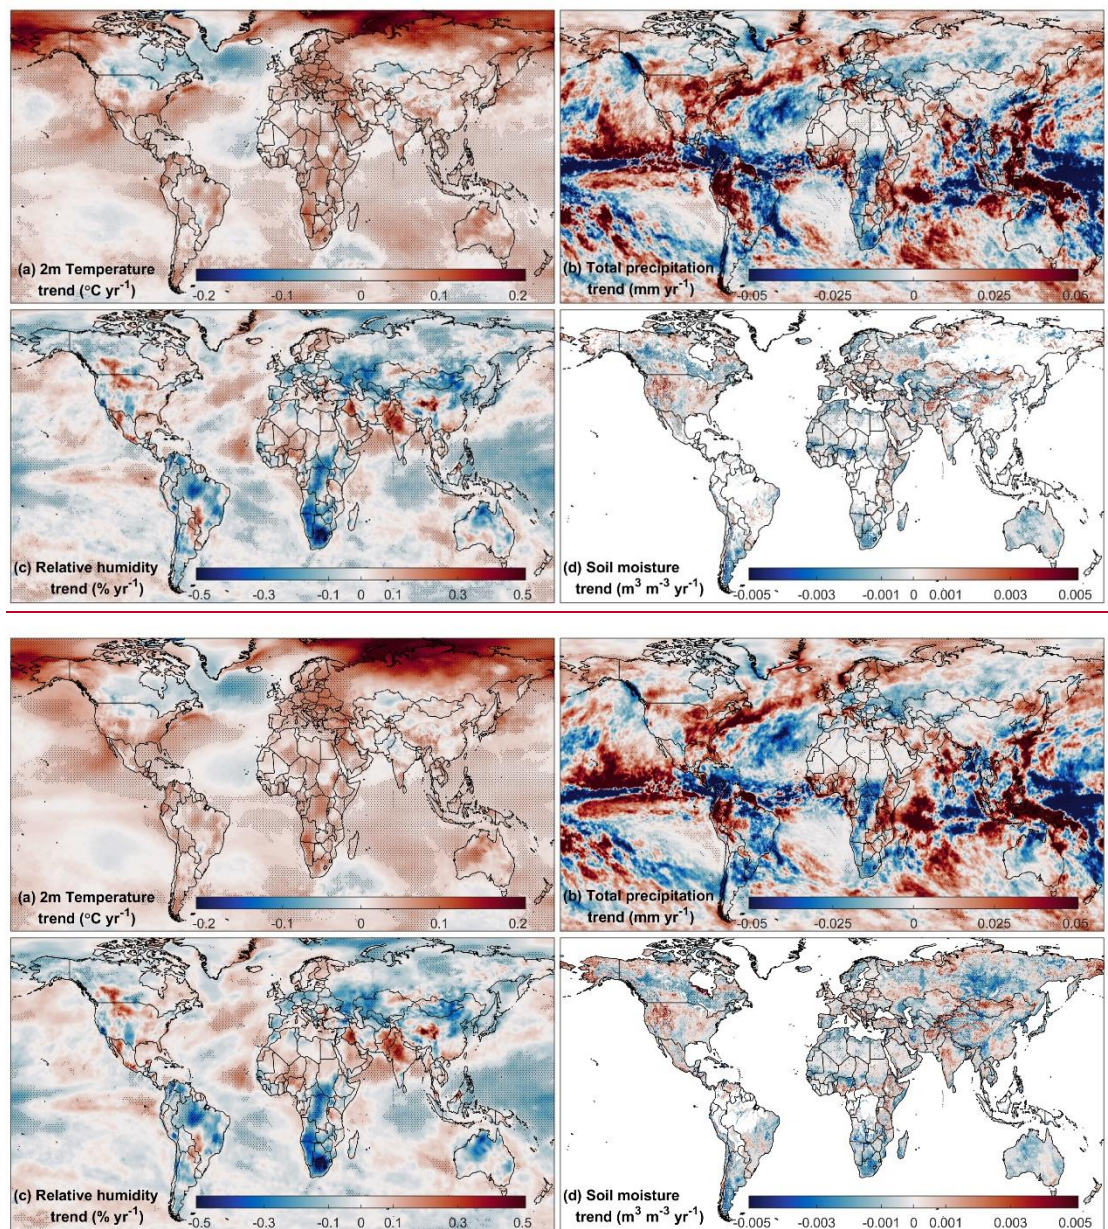 (a) 2m Temperature
trend (°C yr⁻¹)
-0.2 -0.1 0 0.1 0.2
(b) Total precipitation
trend (mm yr⁻¹)
-0.05 -0.025 0 0.025 0.05
(c) Relative humidity
trend (% yr⁻¹)
-0.5 -0.3 -0.1 0 0.1 0.3 0.5
(d) Soil moisture
trend (m³ m⁻³ yr⁻¹)
-0.005 -0.003 -0.001 0 0.001 0.003 0.005
(a) 2m Temperature
trend (°C yr⁻¹)
-0.2 -0.1 0 0.1 0.2
(b) Total precipitation
trend (mm yr⁻¹)
-0.05 -0.025 0 0.025 0.05
(c) Relative humidity
trend (% yr⁻¹)
-0.5 -0.3 -0.1 0 0.1 0.3 0.5
(d) Soil moisture
trend (m³ m⁻³ yr⁻¹)
-0.005 -0.003 -0.001 0 0.001 0.003 0.005